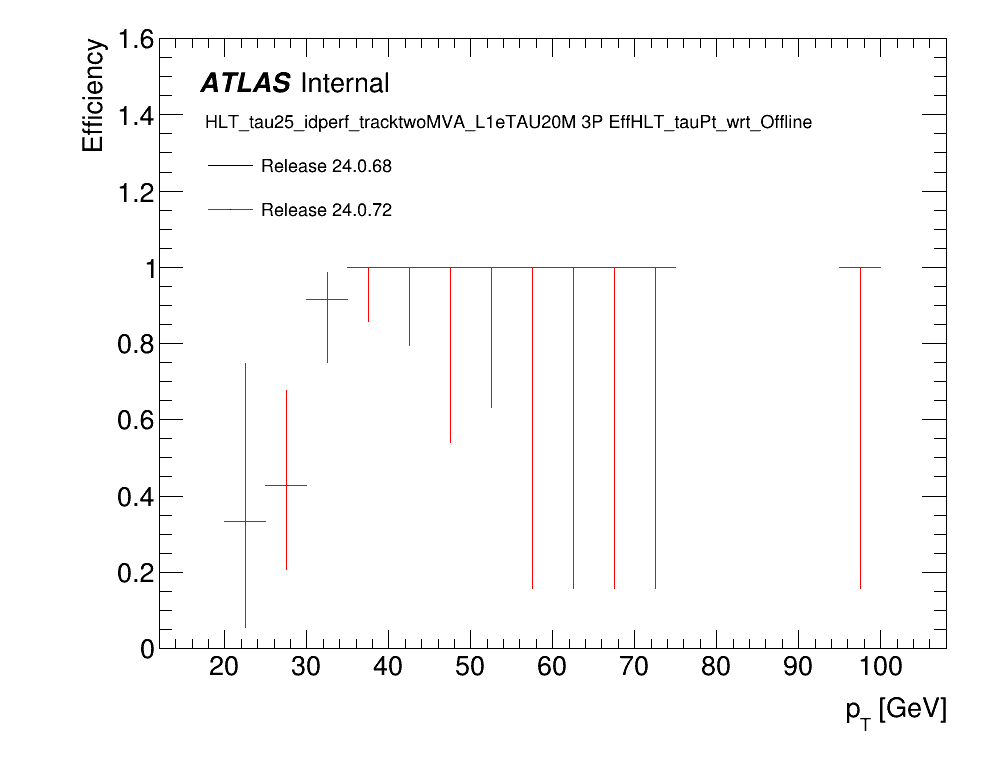 Efficiency
ATLAS Internal
HLT_tau25_idperf_tracktwoMVA_L1eTAU20M 3P EffHLT_tauPt_wrt_Offline
Release 24.0.68
Release 24.0.72
1.6
1.4
1.2
1
0.8
0.6
0.4
0.2
0
20 30 40 50 60 70 80 90 100
p_T [GeV]